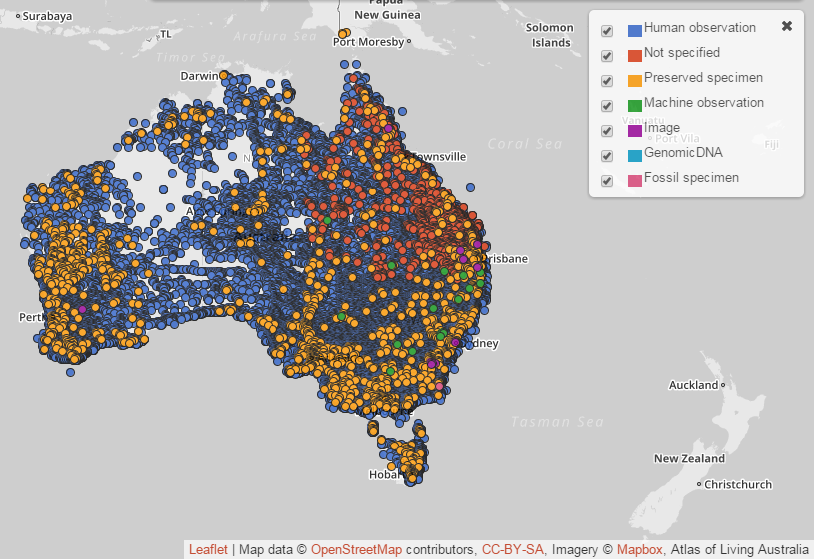 Surabaya
Papua
New Guinea
Solomon
Islands
TL
Arafura Sea
Port Moresby
Timor Sea
Darwin
Human observation
Not specified
Preserved specimen
Machine observation
Image
GenomicDNA
Fossil specimen
Vanuatu
Port Vila
Fiji
Coral Sea
Townsville
N
Brisbane
Perth
Sydney
Auckland
Tasman Sea
New Zealand
Hobart
Christchurch
Leaflet | Map data © OpenStreetMap contributors, CC-BY-SA, Imagery © Mapbox, Atlas of Living Australia